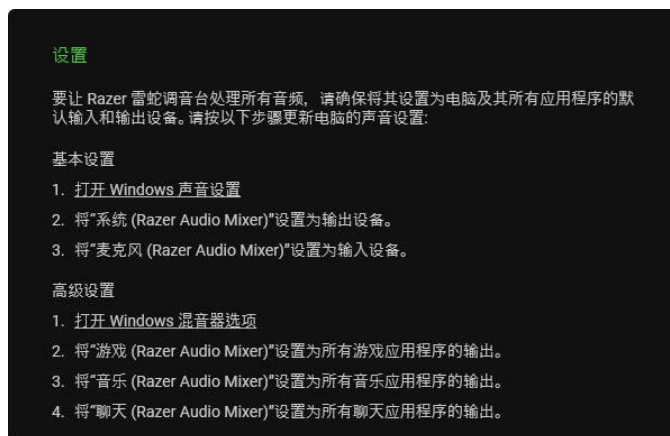 设置
要让 Razer 雷蛇调音台处理所有音频，请确保将其设置为电脑及其所有应用程序的默
认输入和输出设备。请按以下步骤更新电脑的声音设置:
基本设置
1. 打开 Windows 声音设置
2. 将“系统 (Razer Audio Mixer)”设置为输出设备。
3. 将“麦克风 (Razer Audio Mixer)”设置为输入设备。
高级设置
1. 打开 Windows 混音器选项
2. 将“游戏 (Razer Audio Mixer)”设置为所有游戏应用程序的输出。
3. 将“音乐 (Razer Audio Mixer)”设置为所有音乐应用程序的输出。
4. 将“聊天 (Razer Audio Mixer)”设置为所有聊天应用程序的输出。